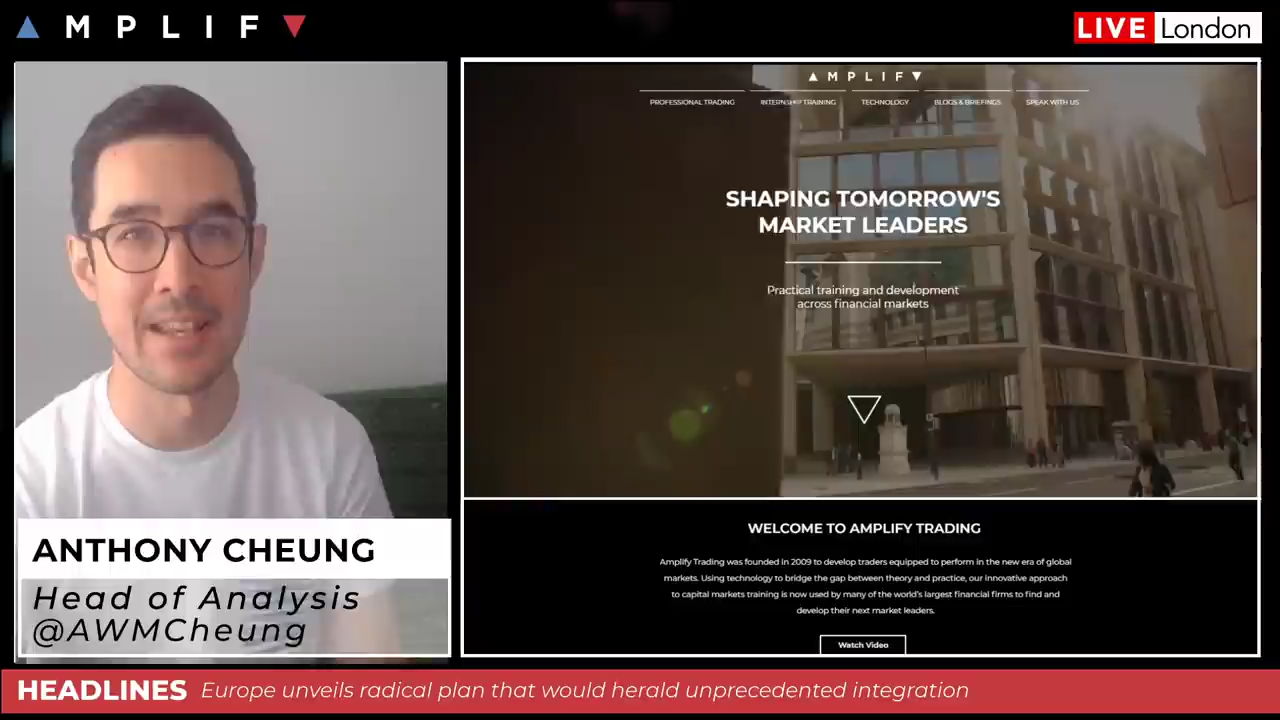 AMPLIFY
LIVE London
AMPLIFY
PROFESSIONAL TRADING INTERNSHIP TRAINING TECHNOLOGY BLOGS & BRIEFINGS SPEAK WITH US
SHAPING TOMORROW'S
MARKET LEADERS
Practical training and development
across financial markets
WELCOME TO AMPLIFY TRADING
Amplify Trading was founded in 2009 to develop traders equipped to perform in the new era of global
markets. Using technology to bridge the gap between theory and practice, our innovative approach
to capital markets training is now used by many of the world's largest financial firms to find and
develop their next market leaders.
Watch Video
ANTHONY CHEUNG
Head of Analysis
@AWMCheung
HEADLINES Europe unveils radical plan that would herald unprecedented integration